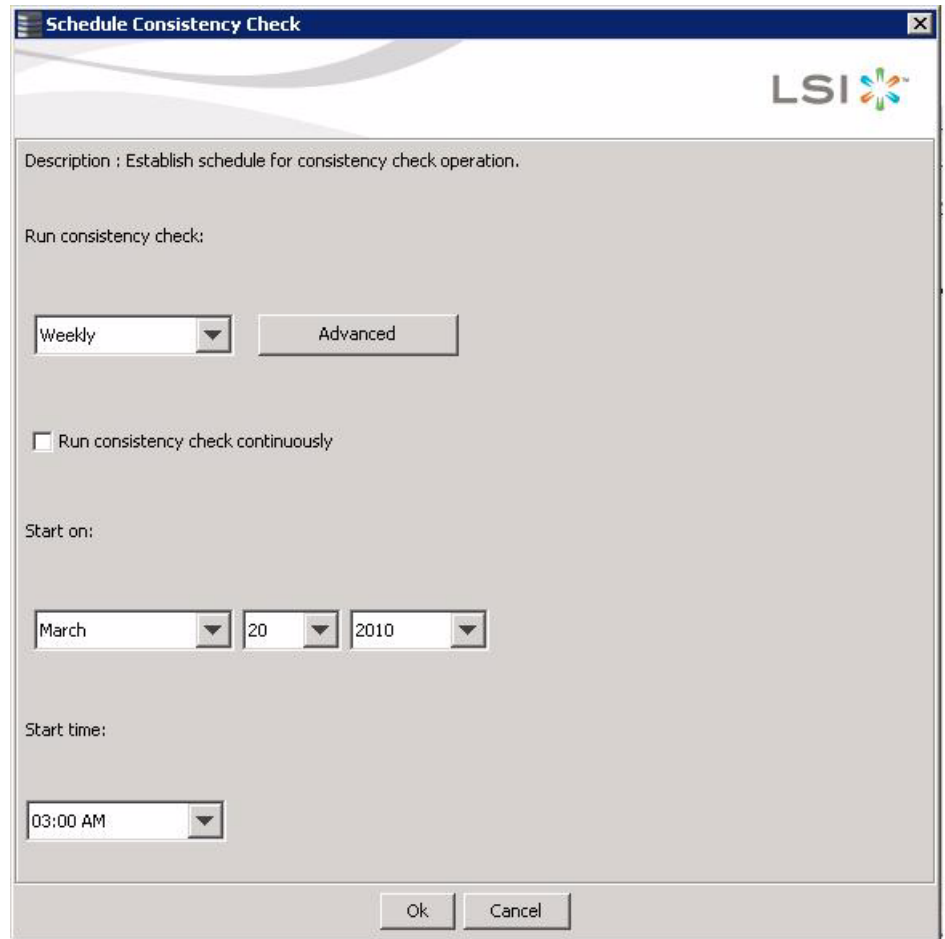 Schedule Consistency Check
LSI
Description : Establish schedule for consistency check operation.
Run consistency check:
Weekly
Advanced
Run consistency check continuously
Start on:
March 20 2010
Start time:
03:00 AM
Ok Cancel